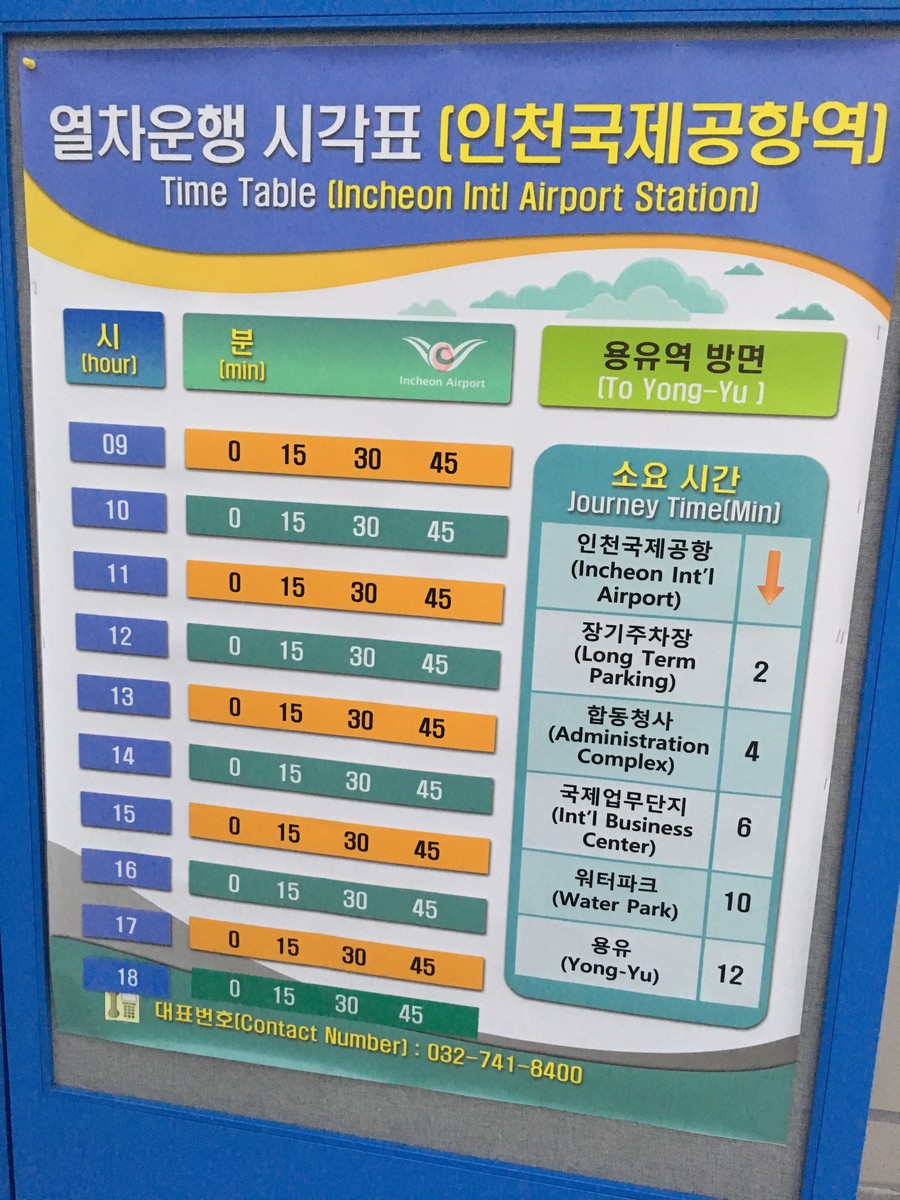 열차운행 시각표 (인천국제공항역)
Time Table (Incheon Intl Airport Station)
시
(hour)
분
(min)
Incheon Airport
용유역 방면
(To Yong-Yu )
09 0 15 30 45
10 0 15 30 45
11 0 15 30 45
12 0 15 30 45
13 0 15 30 45
14 0 15 30 45
15 0 15 30 45
16 0 15 30 45
17 0 15 30 45
18 0 15 30 45
소요 시간
Journey Time(Min)
인천국제공항
(Incheon Int'l
Airport)
장기주차장
(Long Term
Parking)
2
합동청사
(Administration
Complex)
4
국제업무단지
(Int'l Business
Center)
6
워터파크
(Water Park)
10
용유
(Yong-Yu)
12
대표번호(Contact Number) : 032-741-8400